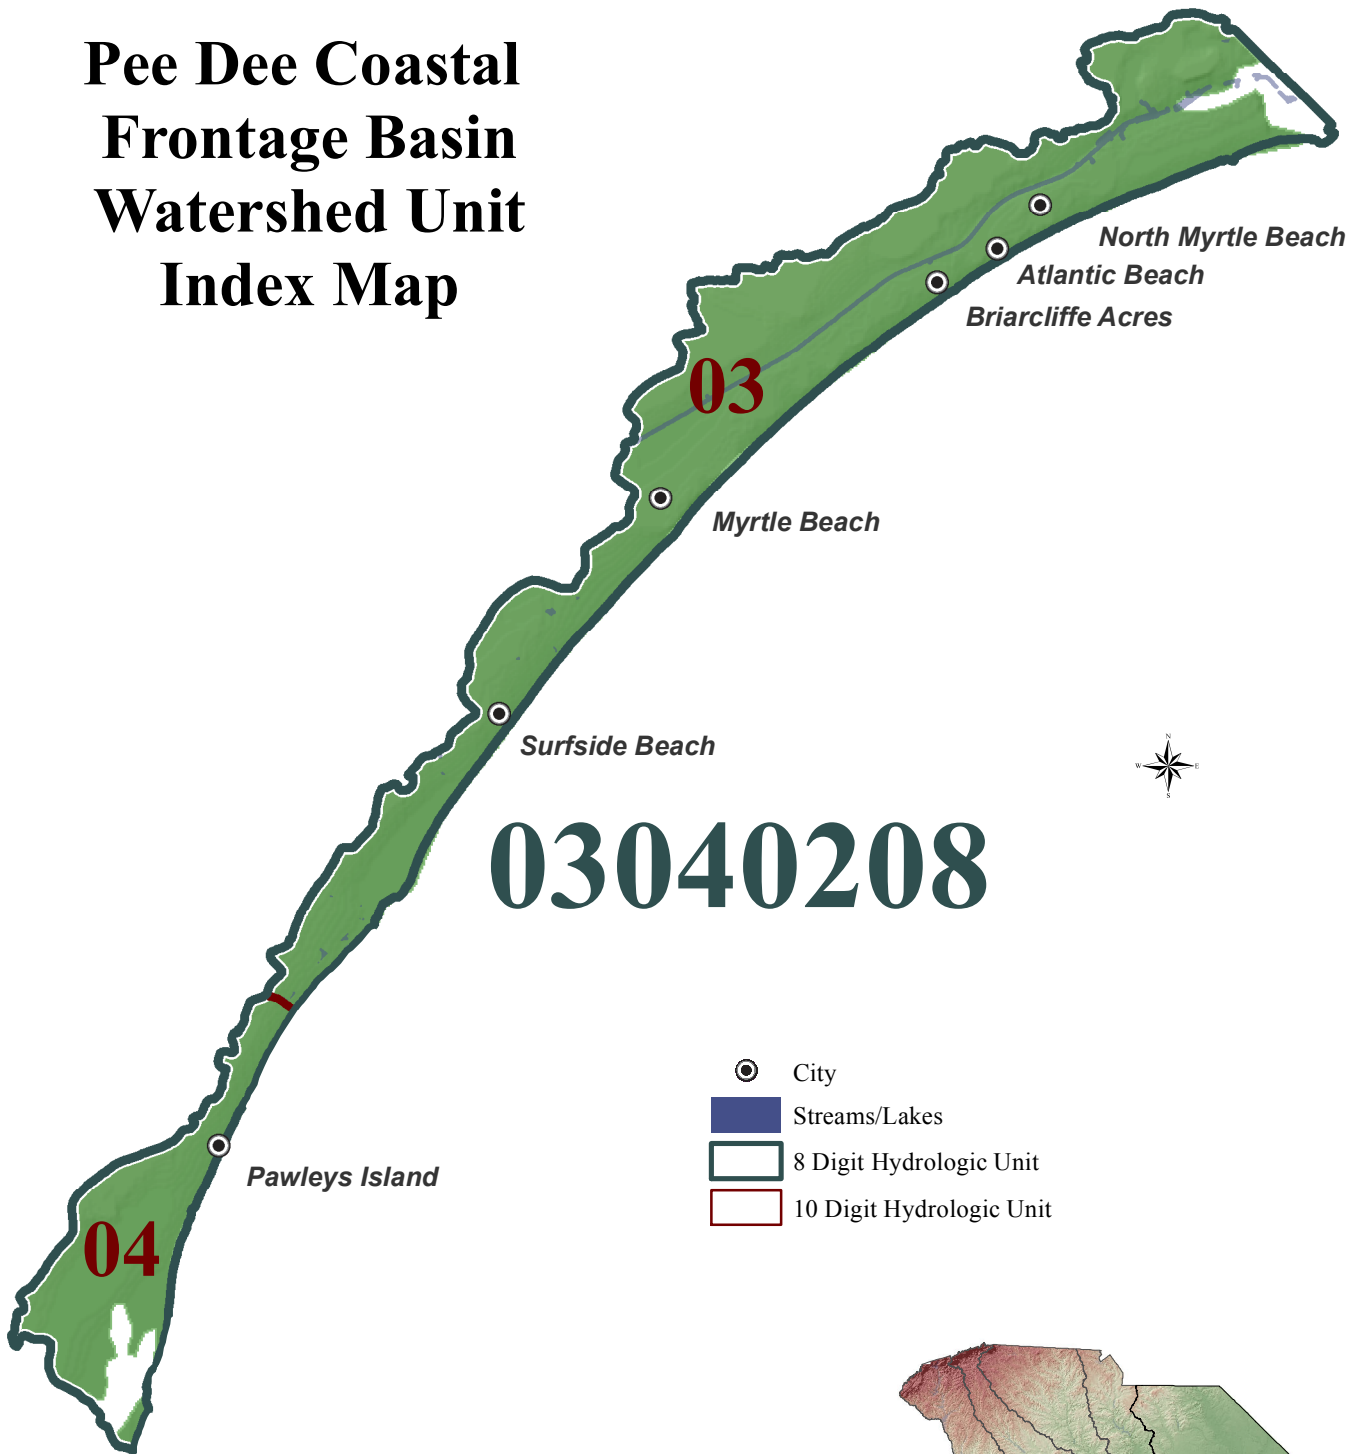 Pee Dee Coastal
Frontage Basin
Watershed Unit
Index Map
North Myrtle Beach
Atlantic Beach
Briarcliffe Acres
03
Myrtle Beach
Surfside Beach
N
W E
S
03040208
City
Streams/Lakes
8 Digit Hydrologic Unit
10 Digit Hydrologic Unit
Pawleys Island
04